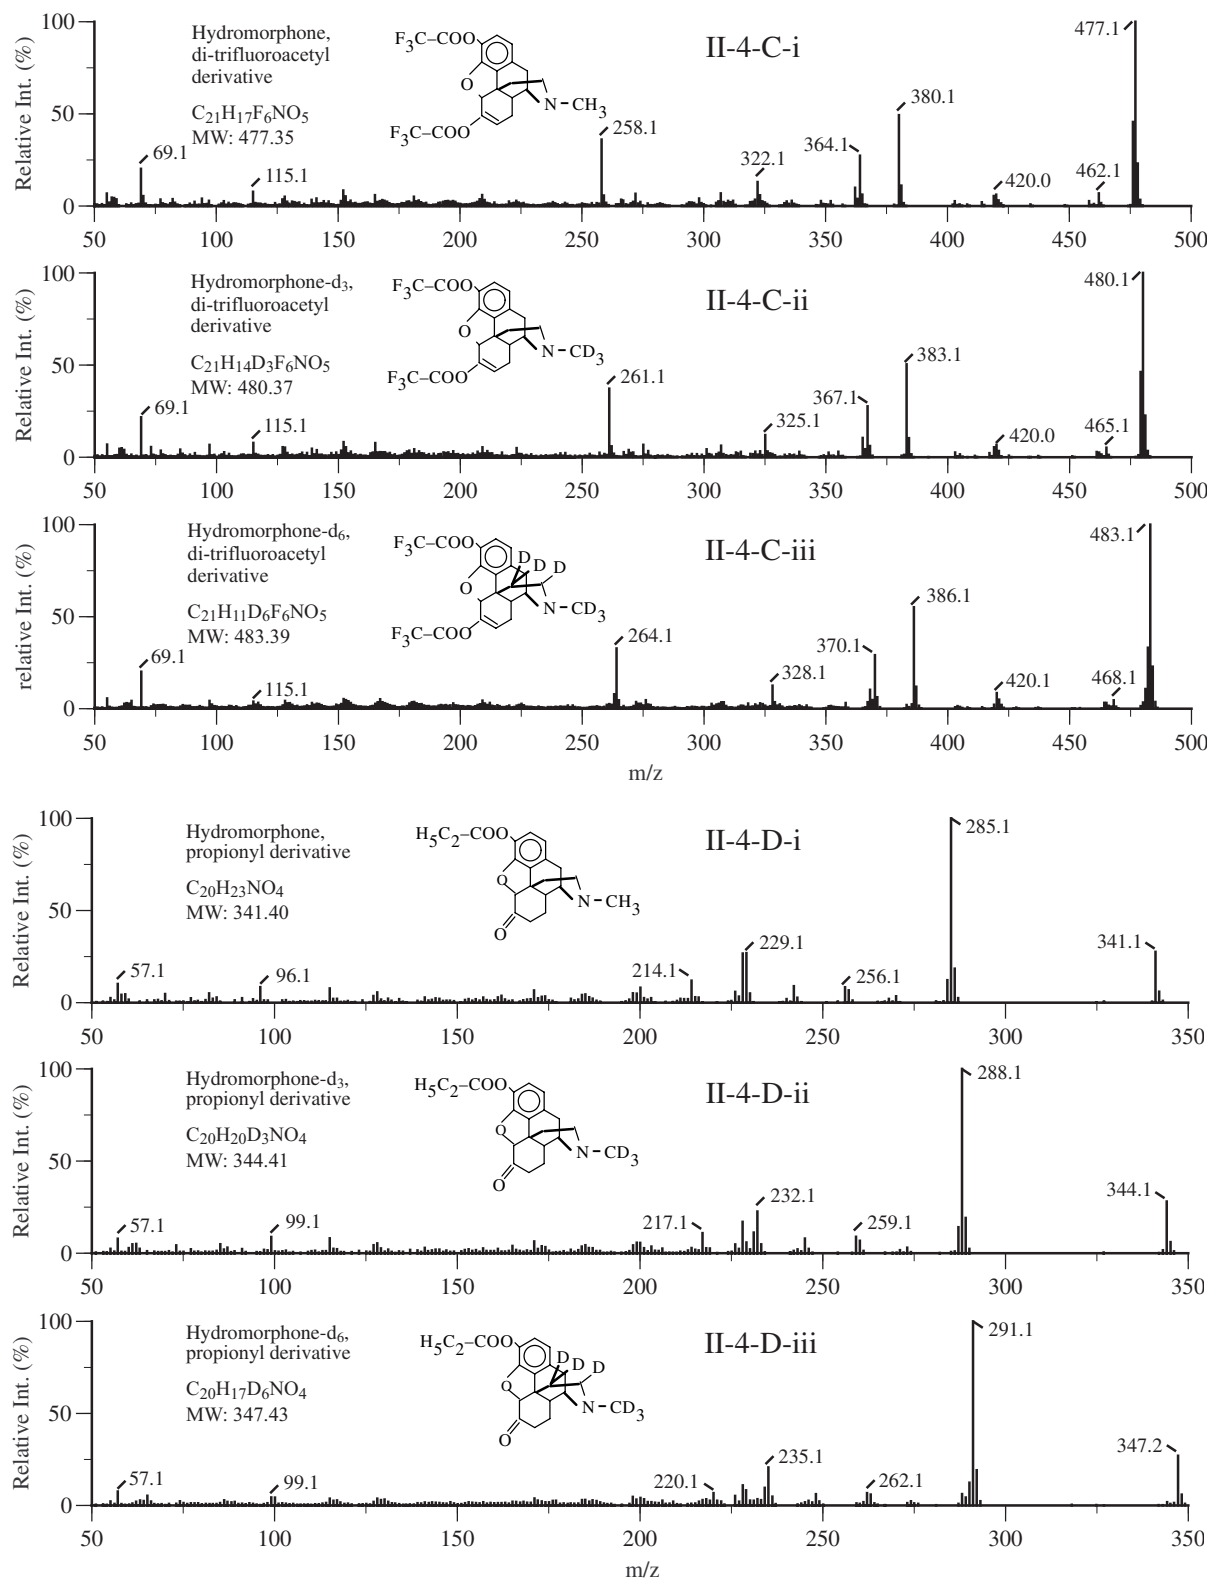 Hydromorphone,
di-trifluoroacetyl
derivative
C21H17F6NO5
MW: 477.35
F3C–COO
O
N–CH3
F3C–COO
II-4-C-i
Relative Int. (%)
100
50
0
69.1
115.1
258.1
322.1
364.1
380.1
420.0
462.1
477.1
50 100 150 200 250 300 350 400 450 500
Hydromorphone-d3,
di-trifluoroacetyl
derivative
C21H14D3F6NO5
MW: 480.37
F3C–COO
O
N–CD3
F3C–COO
II-4-C-ii
Relative Int. (%)
100
50
0
69.1
115.1
261.1
325.1
367.1
383.1
420.0
465.1
480.1
50 100 150 200 250 300 350 400 450 500
Hydromorphone-d6,
di-trifluoroacetyl
derivative
C21H11D6F6NO5
MW: 483.39
F3C–COO
D
D D
O
N–CD3
F3C–COO
II-4-C-iii
relative Int. (%)
100
50
0
69.1
115.1
264.1
328.1
370.1
386.1
420.1
468.1
483.1
50 100 150 200 250 300 350 400 450 500
m/z
Hydromorphone,
propionyl derivative
C20H23NO4
MW: 341.40
H5C2–COO
O
N–CH3
O
II-4-D-i
Relative Int. (%)
100
50
0
57.1
96.1
214.1
229.1
256.1
285.1
341.1
50 100 150 200 250 300 350
Hydromorphone-d3,
propionyl derivative
C20H20D3NO4
MW: 344.41
H5C2–COO
O
N–CD3
O
II-4-D-ii
Relative Int. (%)
100
50
0
57.1
99.1
217.1
232.1
259.1
288.1
344.1
50 100 150 200 250 300 350
Hydromorphone-d6,
propionyl derivative
C20H17D6NO4
MW: 347.43
H5C2–COO
D
D D
O
N–CD3
O
II-4-D-iii
Relative Int. (%)
100
50
0
57.1
99.1
220.1
235.1
262.1
291.1
347.2
50 100 150 200 250 300 350
m/z